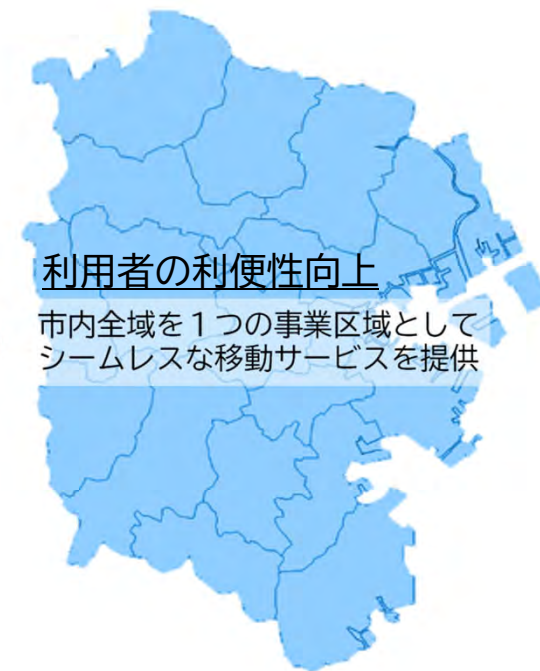 利用者の利便性向上
市内全域を１つの事業区域として
シームレスな移動サービスを提供